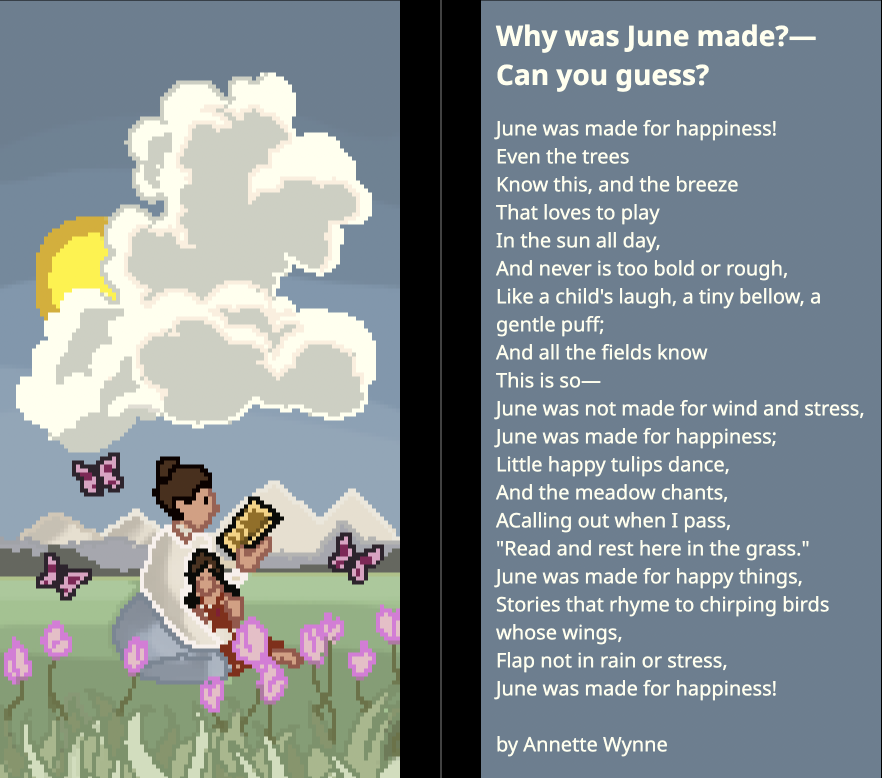 Why was June made?—
Can you guess?
June was made for happiness!
Even the trees
Know this, and the breeze
That loves to play
In the sun all day,
And never is too bold or rough,
Like a child's laugh, a tiny bellow, a
gentle puff;
And all the fields know
This is so—
June was not made for wind and stress,
June was made for happiness;
Little happy tulips dance,
And the meadow chants,
ACalling out when I pass,
"Read and rest here in the grass."
June was made for happy things,
Stories that rhyme to chirping birds
whose wings,
Flap not in rain or stress,
June was made for happiness!
by Annette Wynne